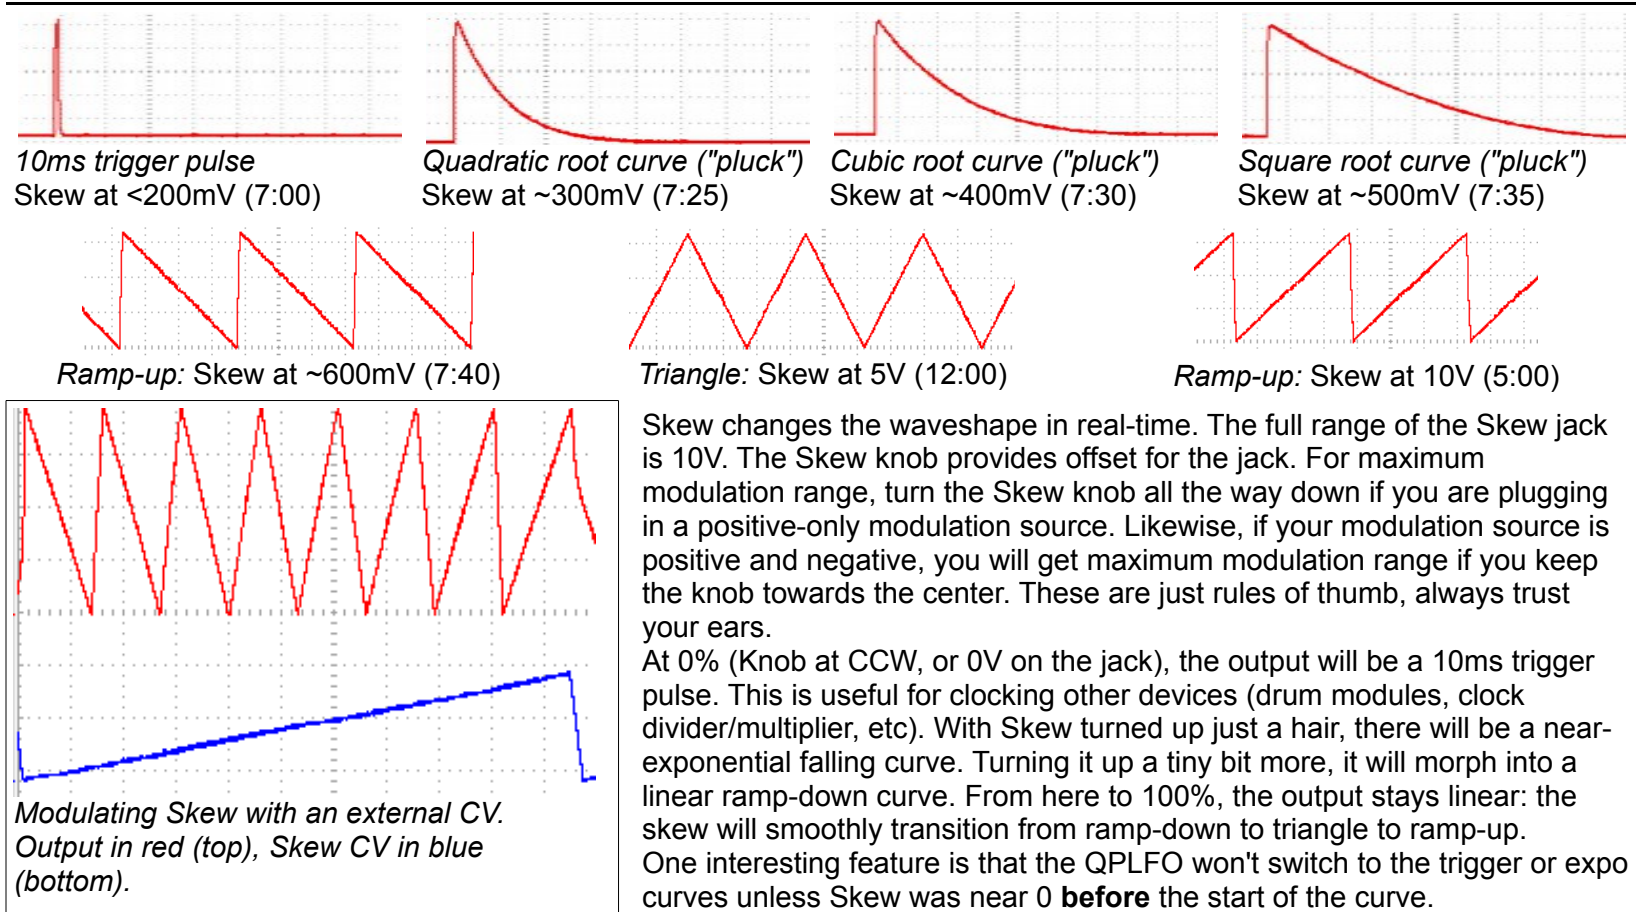 10ms trigger pulse
Skew at <200mV (7:00)
Quadratic root curve ("pluck")
Skew at ~300mV (7:25)
Cubic root curve ("pluck")
Skew at ~400mV (7:30)
Square root curve ("pluck")
Skew at ~500mV (7:35)
Ramp-up: Skew at ~600mV (7:40)
Triangle: Skew at 5V (12:00)
Ramp-up: Skew at 10V (5:00)
Modulating Skew with an external CV.
Output in red (top), Skew CV in blue
(bottom).
Skew changes the waveshape in real-time. The full range of the Skew jack
is 10V. The Skew knob provides offset for the jack. For maximum
modulation range, turn the Skew knob all the way down if you are plugging
in a positive-only modulation source. Likewise, if your modulation source is
positive and negative, you will get maximum modulation range if you keep
the knob towards the center. These are just rules of thumb, always trust
your ears.
At 0% (Knob at CCW, or 0V on the jack), the output will be a 10ms trigger
pulse. This is useful for clocking other devices (drum modules, clock
divider/multiplier, etc). With Skew turned up just a hair, there will be a near-
exponential falling curve. Turning it up a tiny bit more, it will morph into a
linear ramp-down curve. From here to 100%, the output stays linear: the
skew will smoothly transition from ramp-down to triangle to ramp-up.
One interesting feature is that the QPLFO won't switch to the trigger or expo
curves unless Skew was near 0 before the start of the curve.